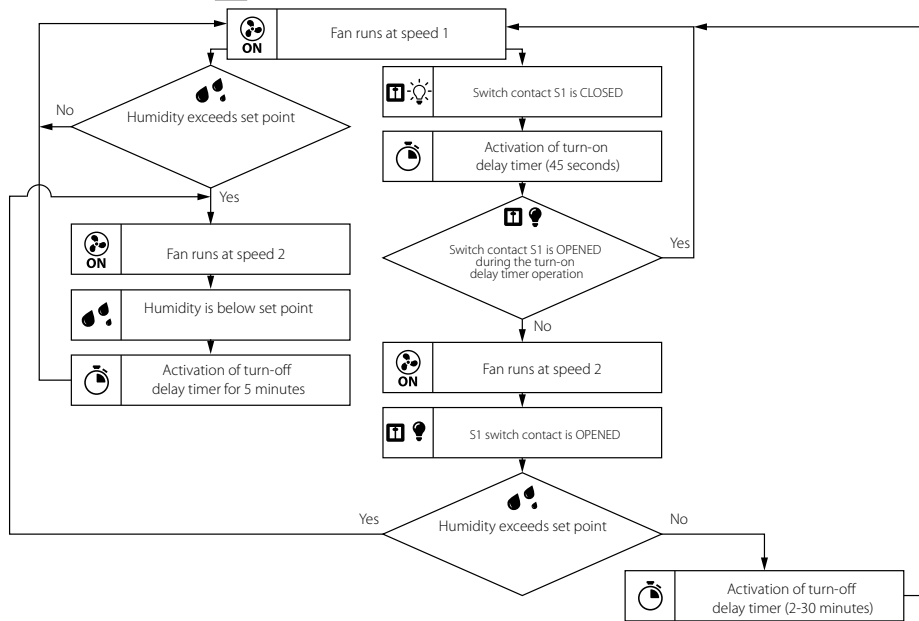 ON
Fan runs at speed 1
Humidity exceeds set point
No
Yes
ON
Fan runs at speed 2
Humidity is below set point
Activation of turn-off
delay timer for 5 minutes
Switch contact S1 is CLOSED
Activation of turn-on
delay timer (45 seconds)
Switch contact S1 is OPENED
during the turn-on
delay timer operation
Yes
No
ON
Fan runs at speed 2
S1 switch contact is OPENED
Humidity exceeds set point
Yes
No
Activation of turn-off
delay timer (2-30 minutes)